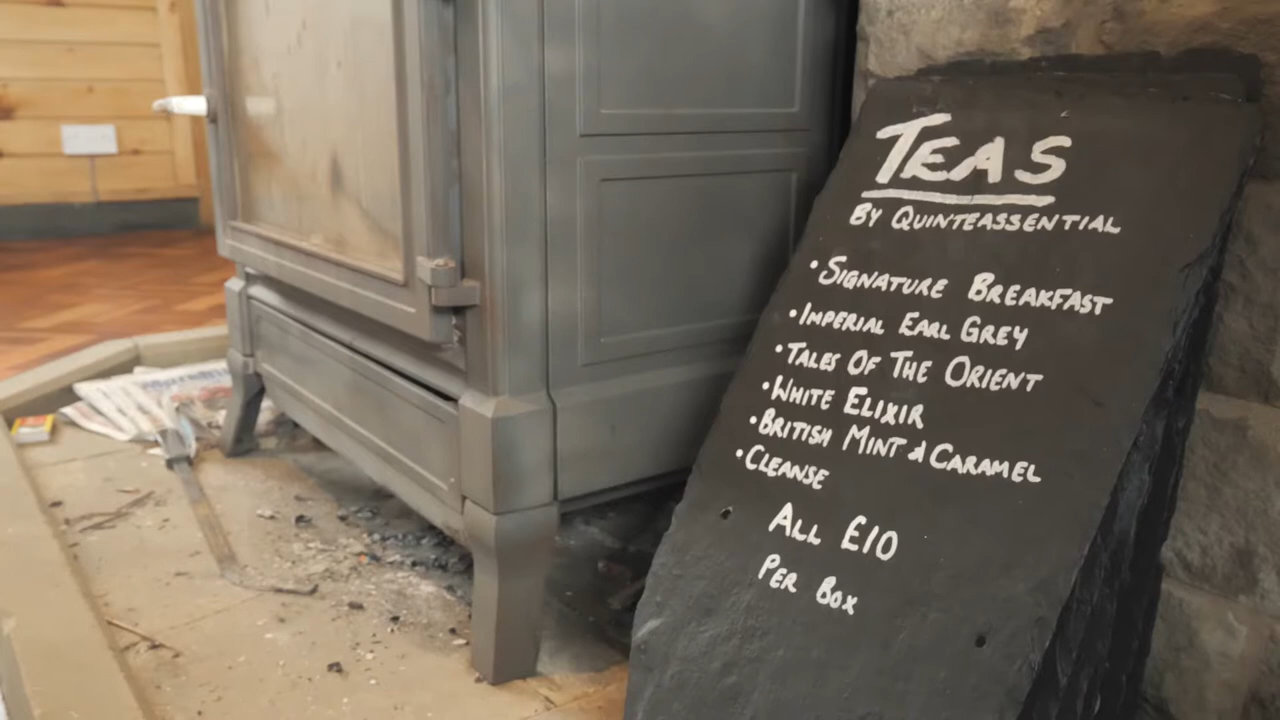 TEAS
BY QUINTEASSENTIAL
• SIGNATURE BREAKFAST
• IMPERIAL EARL GREY
• TALES OF THE ORIENT
• WHITE ELIXIR
• BRITISH MINT & CARAMEL
• CLEANSE
ALL £10
PER BOX